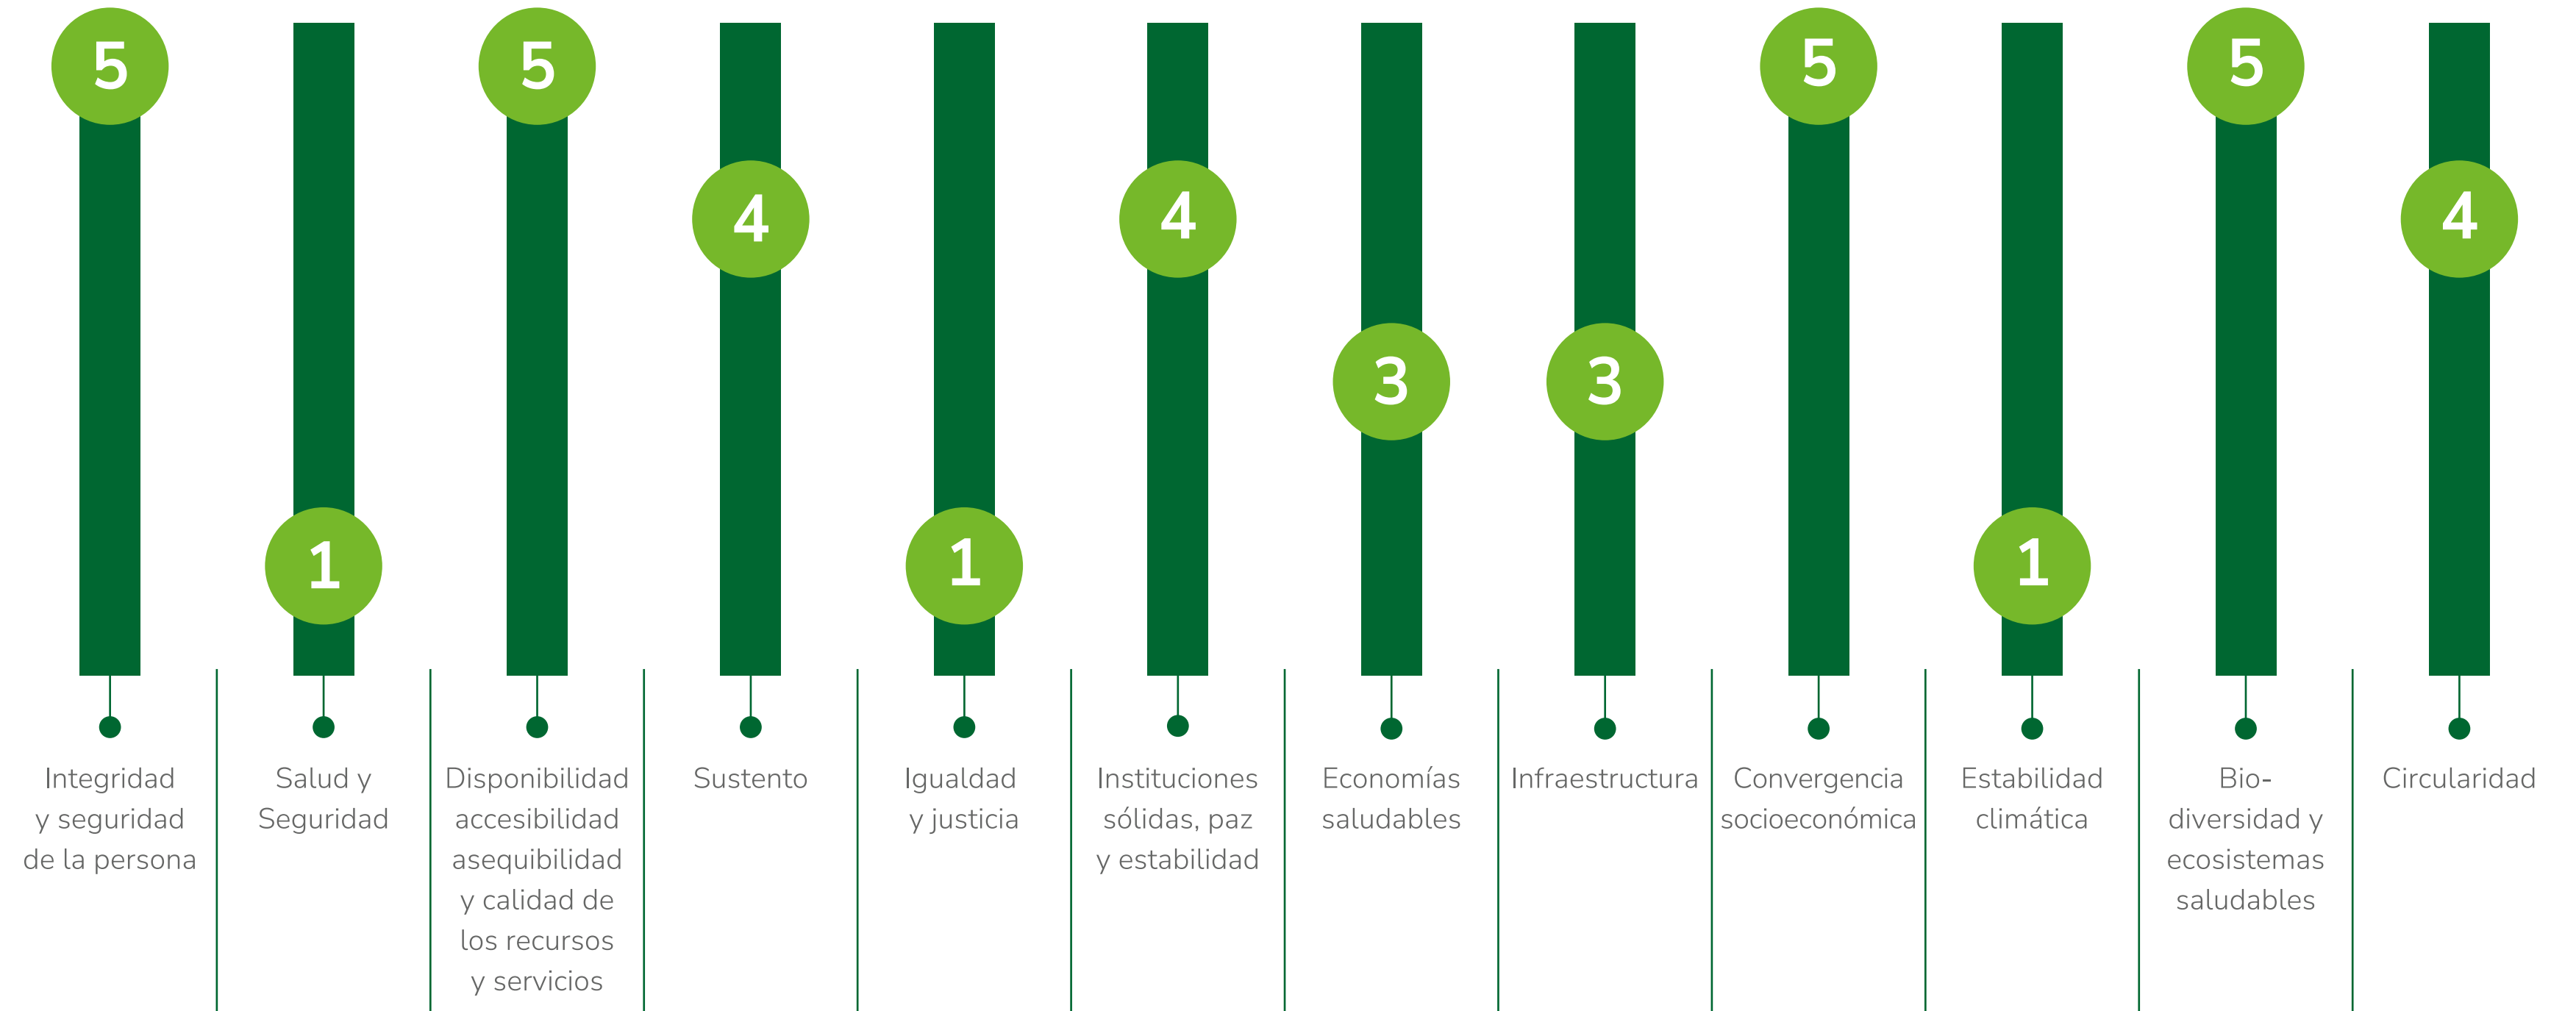 5
1
5
4
1
4
3
3
5
1
5
4
Integridad
y seguridad
de la persona
Salud y
Seguridad
Disponibilidad
accesibilidad
asequibilidad
y calidad de
los recursos
y servicios
Sustento
Igualdad
y justicia
Instituciones
sólidas, paz
y estabilidad
Economías
saludables
Infraestructura
Convergencia
socioeconómica
Estabilidad
climática
Bio-
diversidad y
ecosistemas
saludables
Circularidad